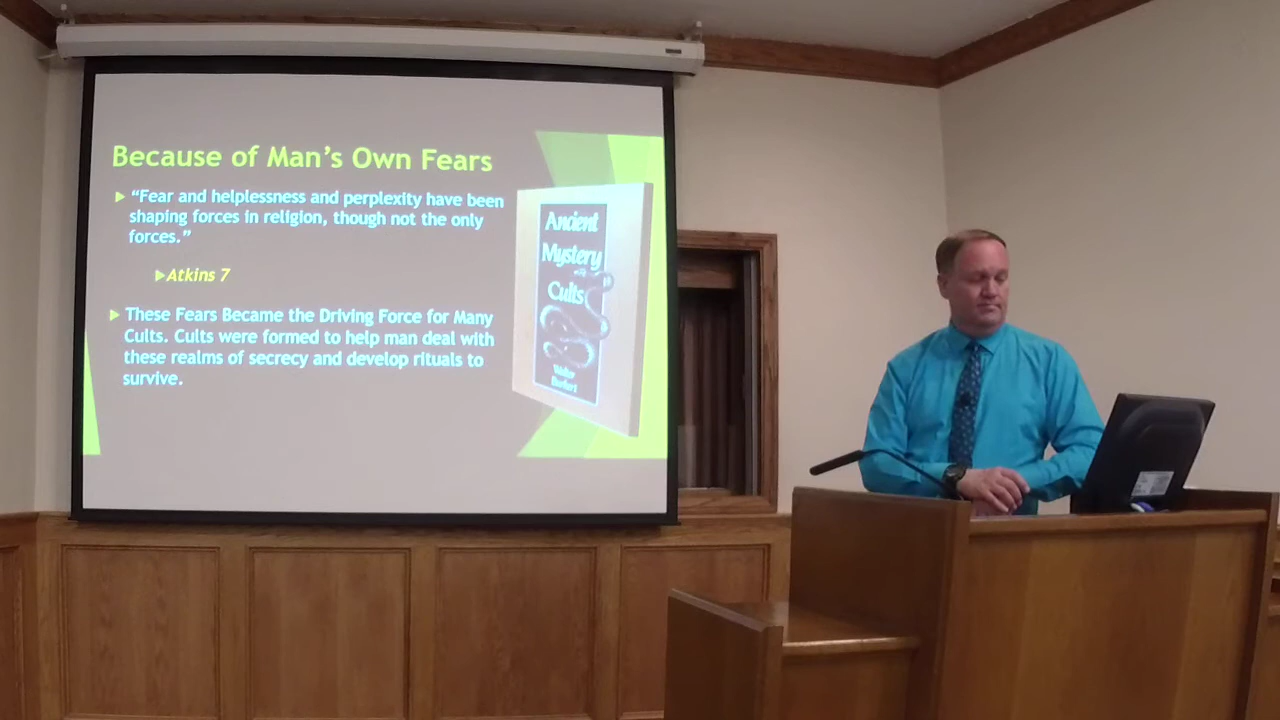 Because of Man's Own Fears
"Fear and helplessness and perplexity have been
shaping forces in religion, though not the only
forces."
Atkins 7
These Fears Became the Driving Force for Many
Cults. Cults were formed to help man deal with
these realms of secrecy and develop rituals to
survive.
Ancient
Mystery
Cults
Walter
Burkert